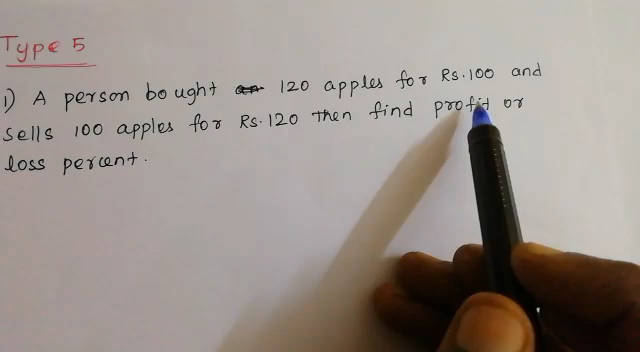 Type 5
1) A person bought 120 apples for Rs.100 and
sells 100 apples for Rs.120 then find profit or
loss percent.